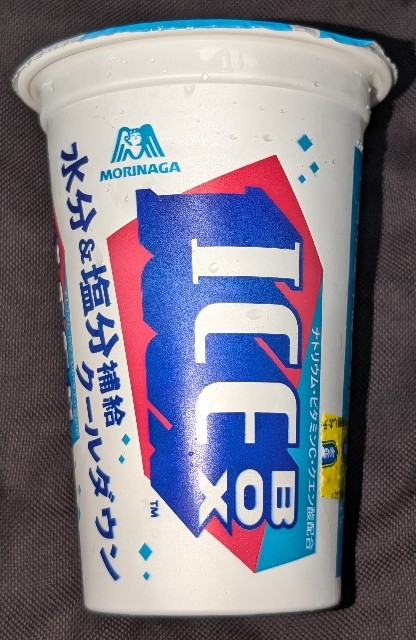 MORINAGA
水分&塩分補給
クールダウン
ICE
BOX
TM
ナトリウム・ビタミンC・クエン酸配合